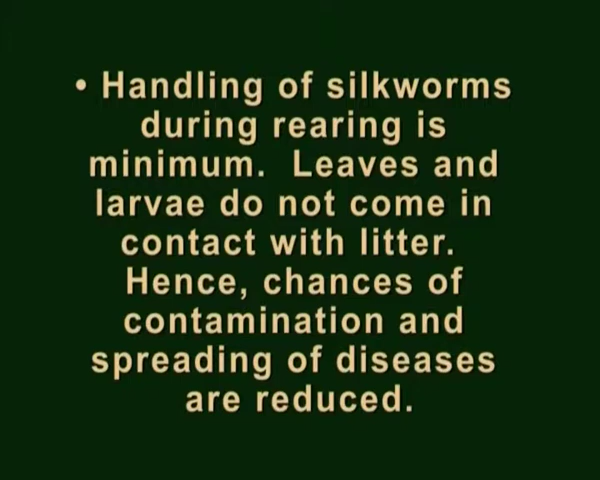 • Handling of silkworms
during rearing is
minimum.  Leaves and
larvae do not come in
contact with litter.
Hence, chances of
contamination and
spreading of diseases
are reduced.